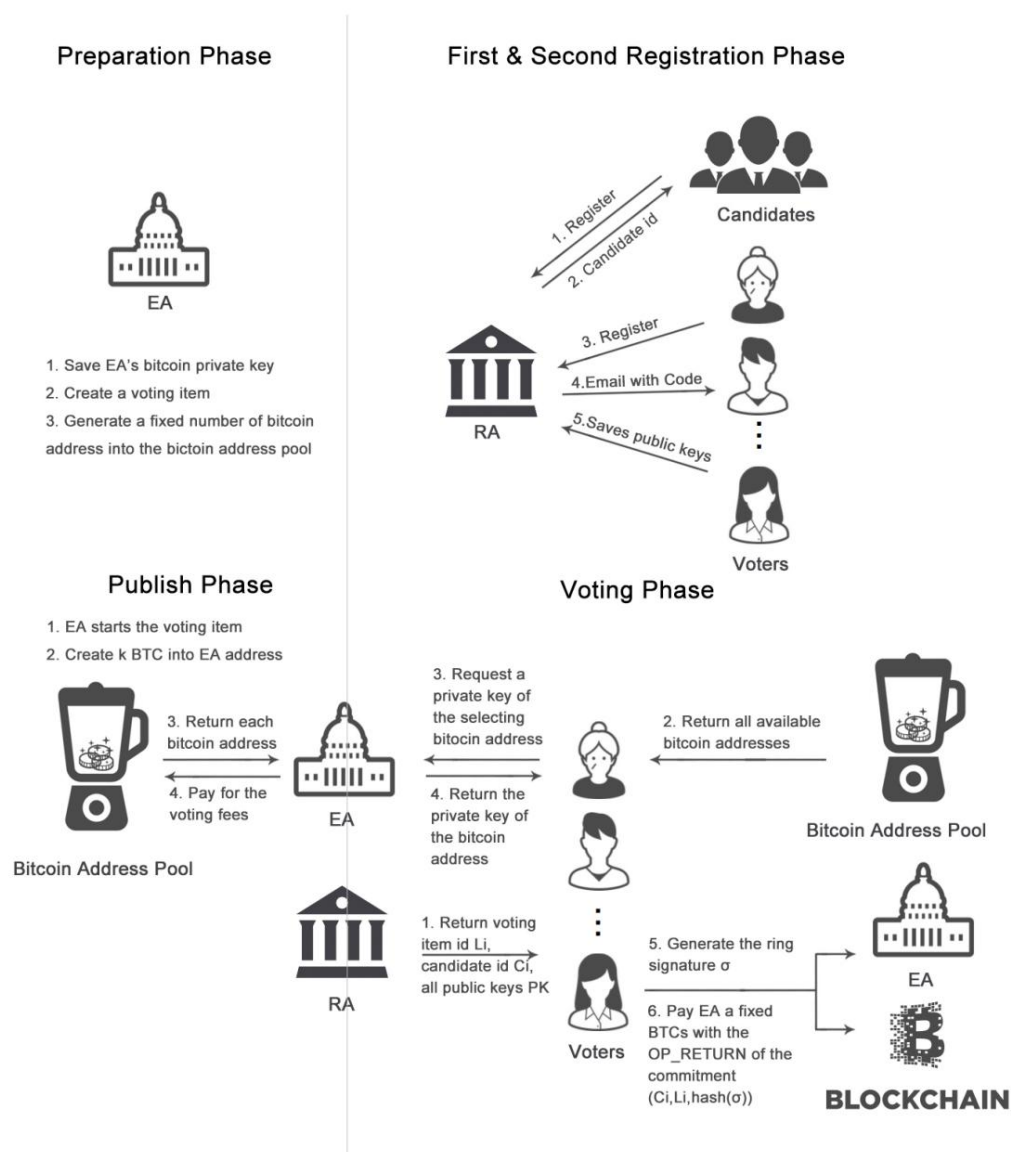 Preparation Phase
First & Second Registration Phase
EA
1. Save EA's bitcoin private key
2. Create a voting item
3. Generate a fixed number of bitcoin
address into the bictoin address pool
Candidates
1. Register
2. Candidate id
3. Register
4.Email with Code
5.Saves public keys
RA
Voters
Publish Phase
1. EA starts the voting item
2. Create k BTC into EA address
3. Return each
bitcoin address
4. Pay for the
voting fees
Bitcoin Address Pool
EA
Voting Phase
3. Request a
private key of
the selecting
bitocin address
4. Return the
private key of
the bitcoin
address
2. Return all available
bitcoin addresses
Bitcoin Address Pool
RA
1. Return voting
item id Li,
candidate id Ci,
all public keys PK
Voters
5. Generate the ring
signature σ
6. Pay EA a fixed
BTCs with the
OP_RETURN of the
commitment
(Ci,Li,hash(σ))
EA
B
BLOCKCHAIN